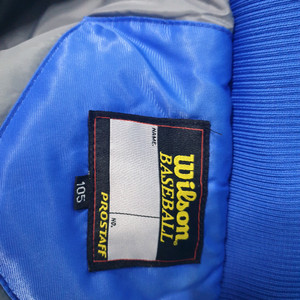 Wilson
BASEBALL
NAME.
NO.
PROSTAFF
105